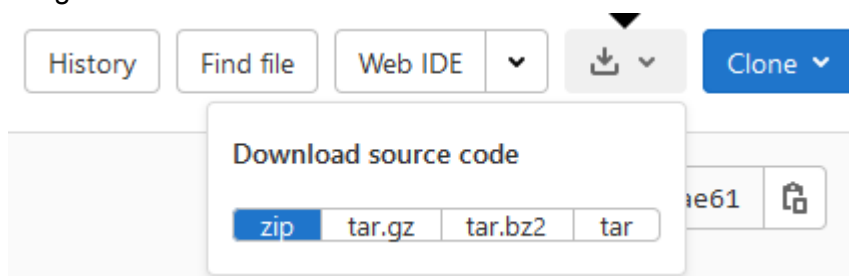 History Find file Web IDE Clone
Download source code
ae61
zip tar.gz tar.bz2 tar